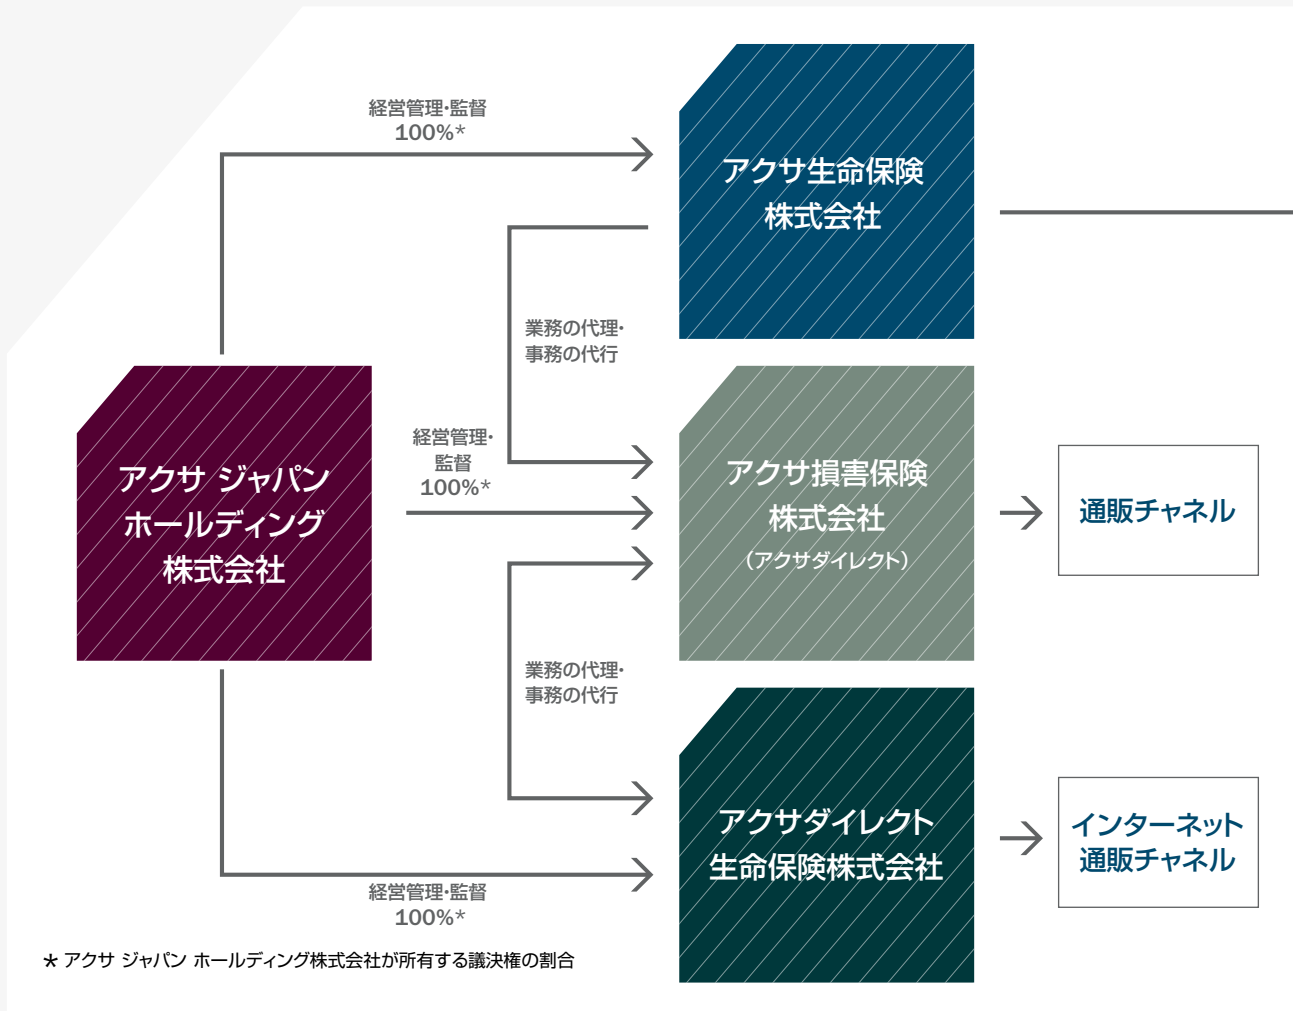 経営管理・監督
100%*
アクサ生命保険
株式会社
業務の代理・
事務の代行
アクサ ジャパン
ホールディング
株式会社
経営管理・
監督
100%*
アクサ損害保険
株式会社
（アクサダイレクト）
通販チャネル
業務の代理・
事務の代行
アクサダイレクト
生命保険株式会社
インターネット
通販チャネル
経営管理・監督
100%*
* アクサ ジャパン ホールディング株式会社が所有する議決権の割合